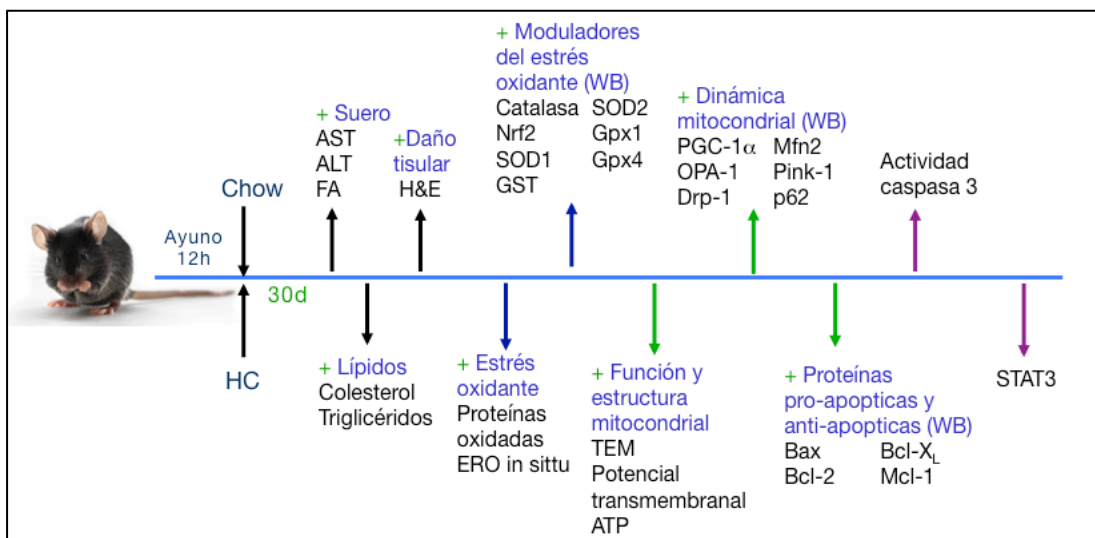 + Moduladores
del estrés
oxidante (WB)
Catalasa SOD2
Nrf2 Gpx1
SOD1 Gpx4
GST
+ Suero
AST
ALT
FA
+Daño
tisular
H&E
+ Dinámica
mitocondrial (WB)
PGC-1α Mfn2
OPA-1 Pink-1
Drp-1 p62
Actividad
caspasa 3
Chow
Ayuno
12h
30d
HC
+ Lípidos
Colesterol
Triglicéridos
+ Estrés
oxidante
Proteínas
oxidadas
ERO in sittu
+ Función y
estructura
mitocondrial
TEM
Potencial
transmembranal
ATP
+ Proteínas
pro-apopticas y
anti-apopticas (WB)
Bax Bcl-XL
Bcl-2 Mcl-1
STAT3